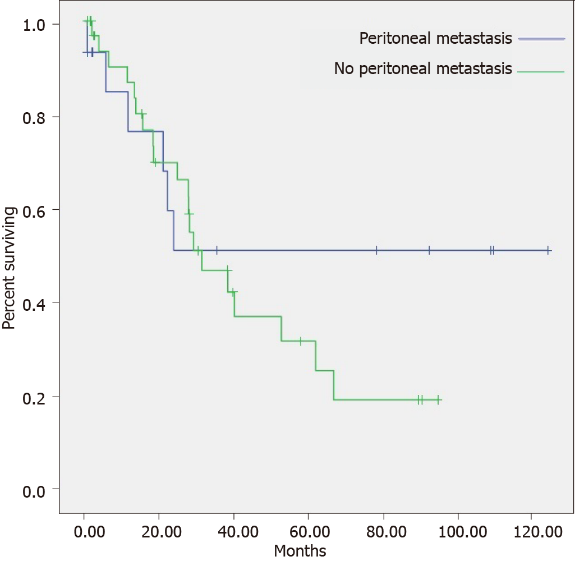 Peritoneal metastasis
No peritoneal metastasis
Percent surviving
1.0
0.8
0.6
0.4
0.2
0.0
0.00 20.00 40.00 60.00 80.00 100.00 120.00
Months